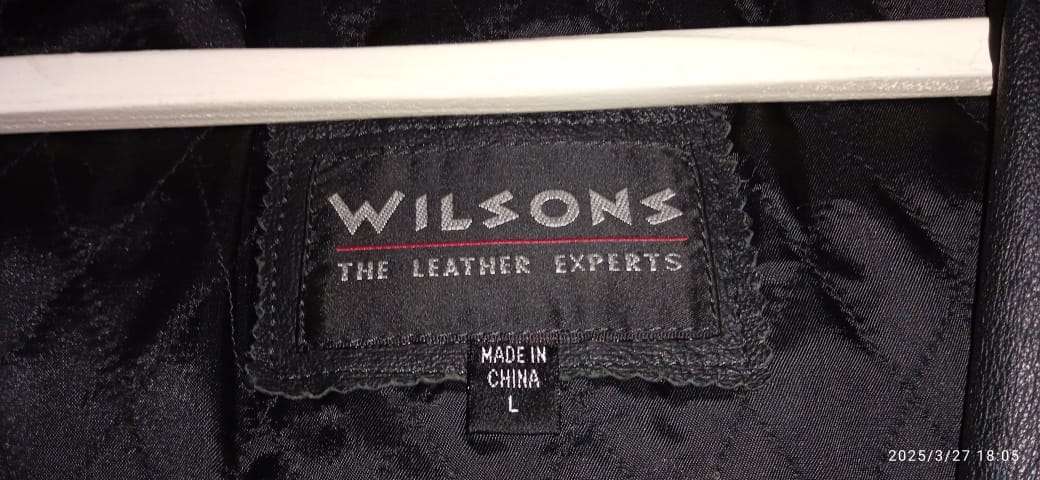 WILSONS
THE LEATHER EXPERTS
MADE IN
CHINA
L
2025/3/27 18:05